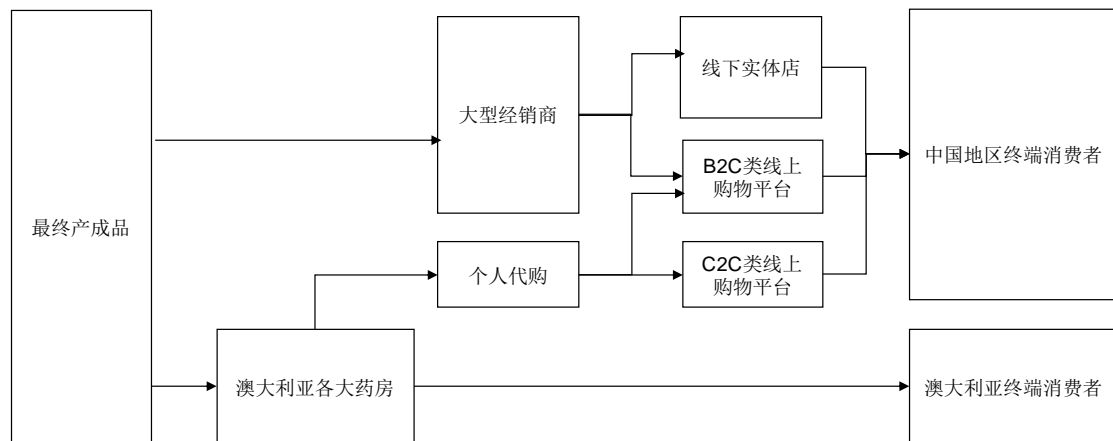 线下实体店
大型经销商
中国地区终端消费者
B2C类线上
购物平台
最终产成品
个人代购
C2C类线上
购物平台
澳大利亚各大药房
澳大利亚终端消费者